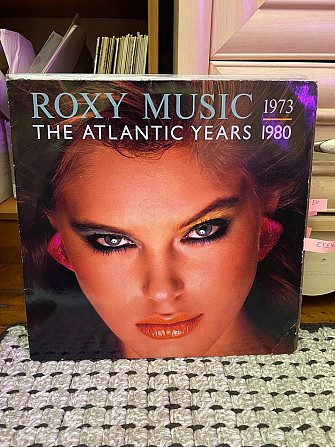 ROXY MUSIC 1973
THE ATLANTIC YEARS 1980